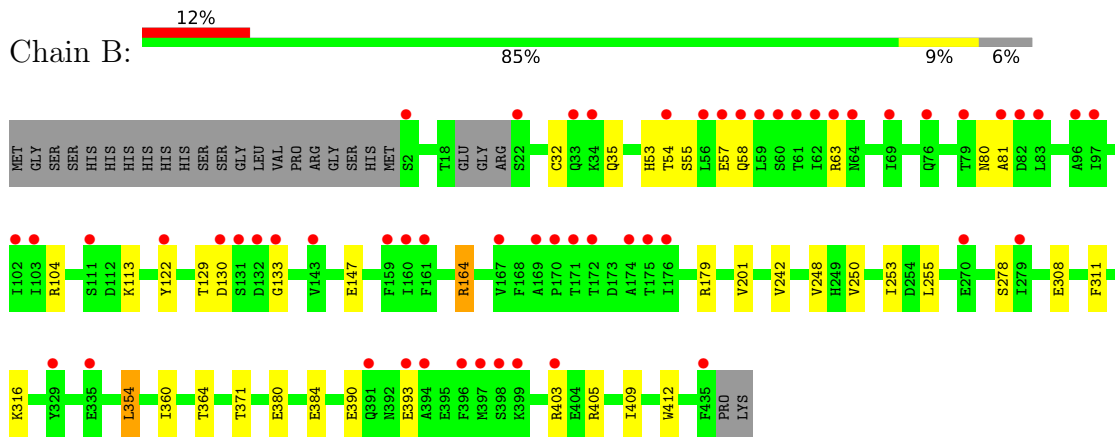 12%
Chain B:
85% 9% 6%
MET GLY SER SER HIS HIS HIS HIS HIS HIS SER SER GLY LEU VAL PRO ARG GLY SER HIS MET S2 T18 GLU GLY ARG S22 C32 Q33 K34 Q35 H53 T54 S55 L56 E57 Q58 L59 S60 T61 I62 R63 N64 I69 Q76 T79 N80 A81 D82 L83 A96 I97
I102 I103 R104 S111 D112 K113 Y122 T129 D130 S131 D132 G133 V143 E147 F159 I160 F161 R164 V167 F168 A169 P170 T171 T172 D173 A174 T175 I176 R179 V201 V242 V248 H249 V250 I253 D254 L255 E270 S278 I279 E308 F311
K316 Y329 E335 L354 I360 T364 T371 E380 E384 E390 Q391 N392 E393 A394 E395 F396 M397 S398 K399 R403 E404 R405 I409 W412 F435 PRO LYS